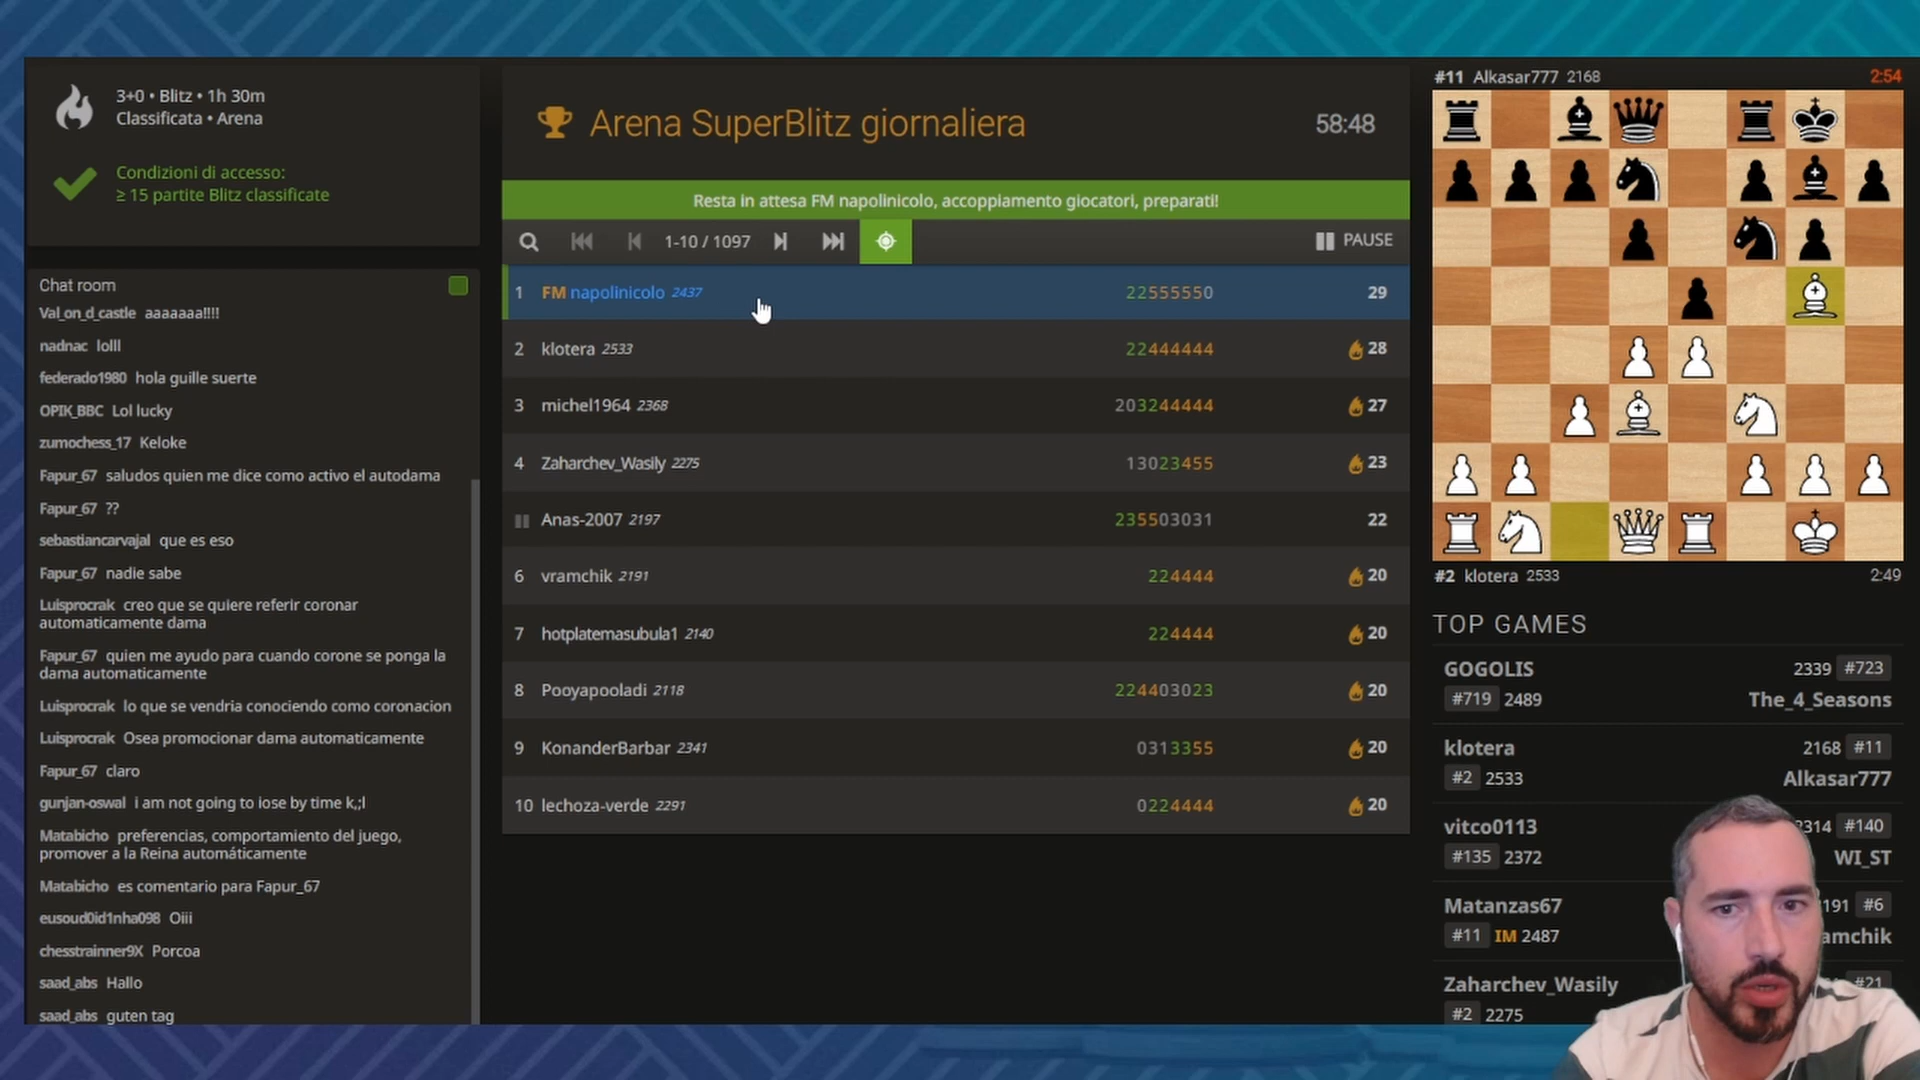 3+0 • Blitz • 1h 30m
Classificata • Arena
Condizioni di accesso:
≥ 15 partite Blitz classificate
Chat room
Val_on_d_castle aaaaaaa!!!!
nadnac lolll
federado1980 hola guille suerte
OPIK_BBC Lol lucky
zumochess_17 Keloke
Fapur_67 saludos quien me dice como activo el autodama
Fapur_67 ??
sebastiancarvajal que es eso
Fapur_67 nadie sabe
Luisprocrak creo que se quiere referir coronar
automaticamente dama
Fapur_67 quien me ayudo para cuando corone se ponga la
dama automaticamente
Luisprocrak lo que se vendria conociendo como coronacion
Luisprocrak Osea promocionar dama automaticamente
Fapur_67 claro
gunjan-oswal i am not going to lose by time k,;l
Matabicho preferencias, comportamiento del juego,
promover a la Reina automáticamente
Matabicho es comentario para Fapur_67
eusoud0id1nha098 Oiii
chesstrainner9X Porcoa
saad_abs Hallo
saad_abs guten tag
Arena SuperBlitz giornaliera 58:48
Resta in attesa FM napolinicolo, accoppiamento giocatori, preparati!
1-10 / 1097 PAUSE
1 FM napolinicolo 2437 22555550 29
2 klotera 2533 22444444 28
3 michel1964 2368 203244444 27
4 Zaharchev_Wasily 2275 13023455 23
Anas-2007 2197 235503031 22
6 vramchik 2191 224444 20
7 hotplatemasubula1 2140 224444 20
8 Pooyapooladi 2118 224403023 20
9 KonanderBarbar 2341 0313355 20
10 lechoza-verde 2291 0224444 20
#11 Alkasar777 2168 2:54
#2 klotera 2533 2:49
TOP GAMES
GOGOLIS 2339 #723
#719 2489 The_4_Seasons
klotera 2168 #11
#2 2533 Alkasar777
vitco0113 #140
#135 2372 WI_ST
Matanzas67 #6
#11 IM 2487
Zaharchev_Wasily #21
#2 2275